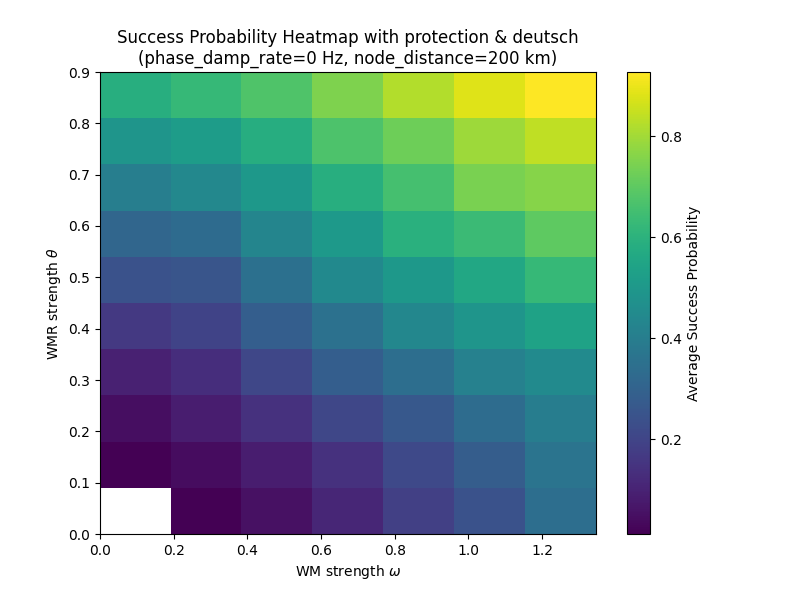 Success Probability Heatmap with protection & deutsch
(phase_damp_rate=0 Hz, node_distance=200 km)
0.9
0.8
0.7
0.6
0.5
0.4
0.3
0.2
0.1
0.0
WMR strength θ
0.0 0.2 0.4 0.6 0.8 1.0 1.2
WM strength ω
0.8
0.6
0.4
0.2
Average Success Probability